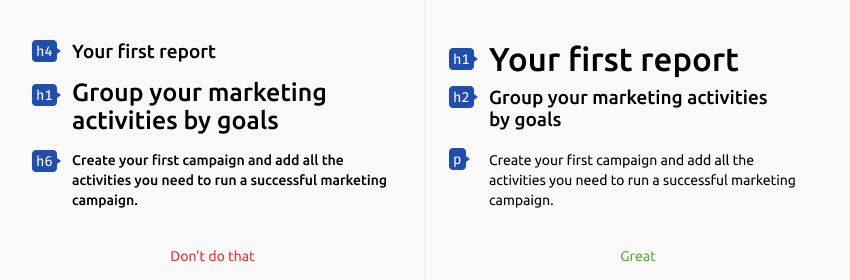 h4 Your first report
h1 Group your marketing
activities by goals
h6 Create your first campaign and add all the
activities you need to run a successful marketing
campaign.
Don't do that
h1 Your first report
h2 Group your marketing activities
by goals
p Create your first campaign and add all the
activities you need to run a successful marketing
campaign.
Great